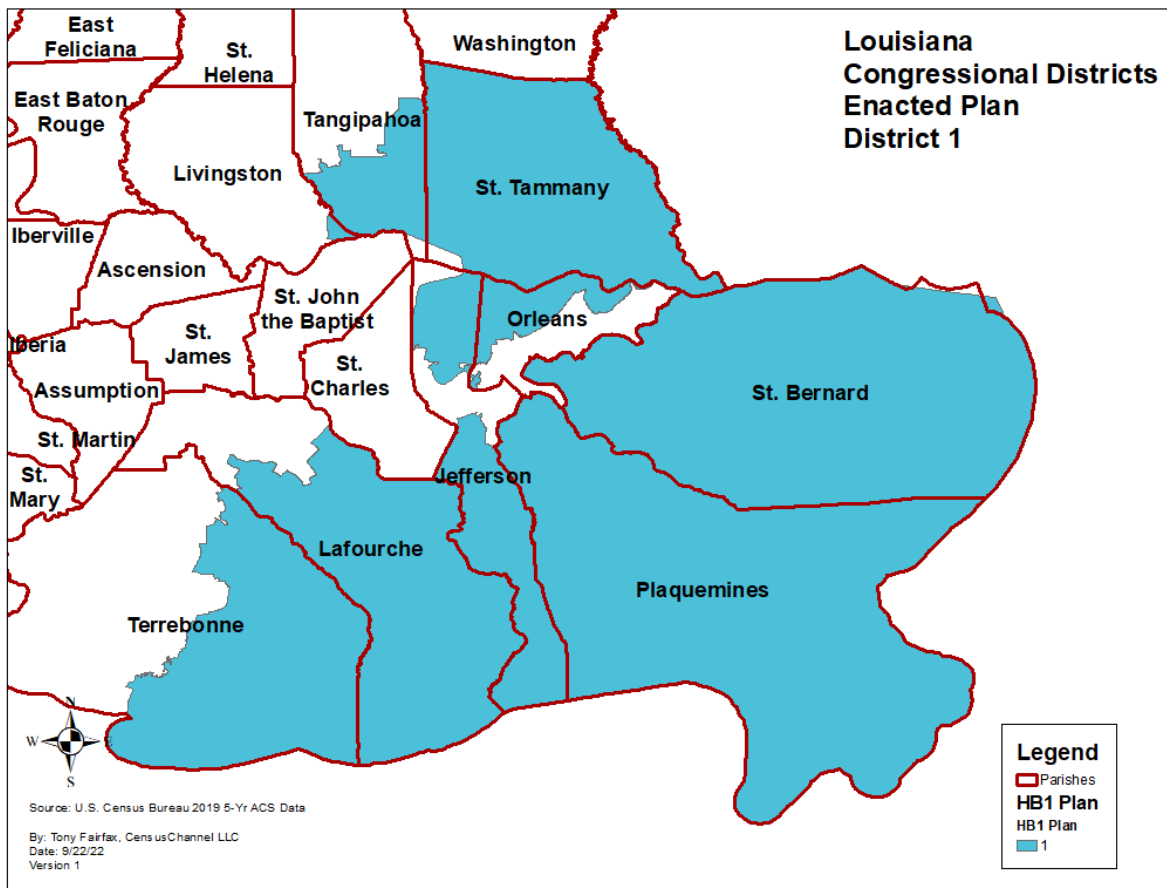 Louisiana
Congressional Districts
Enacted Plan
District 1
East
Feliciana
St.
Helena
Washington
East Baton
Rouge
Tangipahoa
Livingston
St. Tammany
Iberville
Ascension
St. John
the Baptist
Orleans
St.
James
Iberia
St.
Charles
Assumption
St. Bernard
St. Martin
St.
Mary
Jefferson
Lafourche
Plaquemines
Terrebonne
N
W
S
Source: U.S. Census Bureau 2019 5-Yr ACS Data
By: Tony Fairfax, CensusChannel LLC
Date: 9/22/22
Version 1
Legend
Parishes
HB1 Plan
HB1 Plan
1